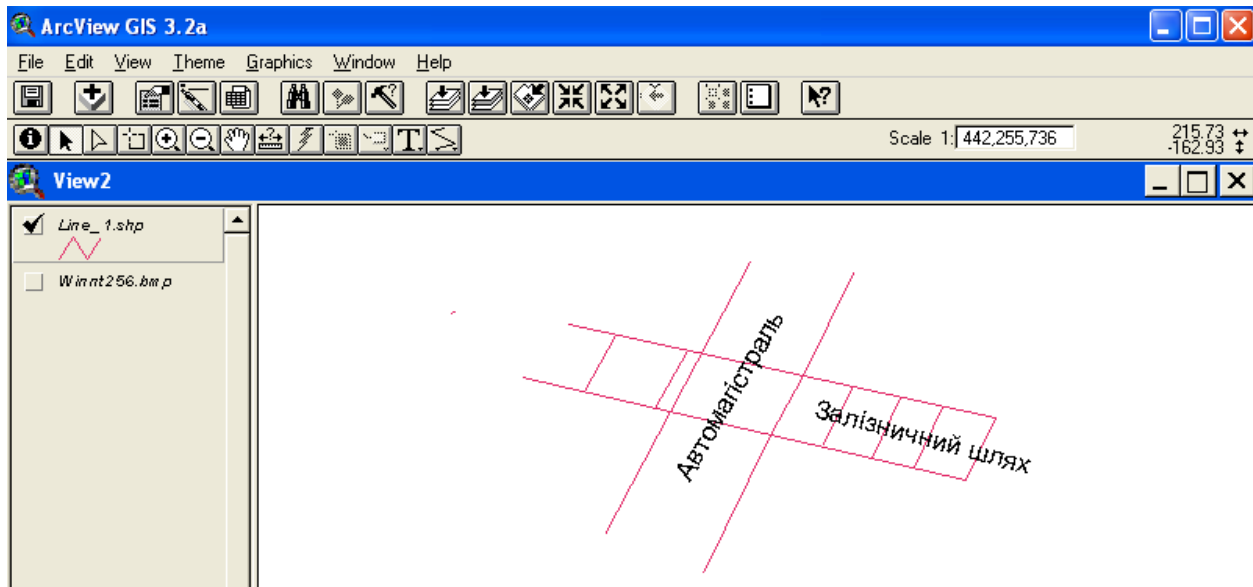 ArcView GIS 3.2a
File Edit View Theme Graphics Window Help
Scale 1: 442,255,736
215.73
-162.93
View2
Line_1.shp
Winnt256.bmp
Автомагістраль
Залізничний шлях